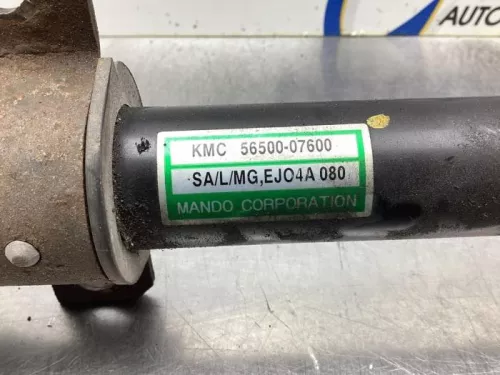 AUTO
KMC 56500-07600
SA/L/MG,EJO4A 080
MANDO CORPORATION